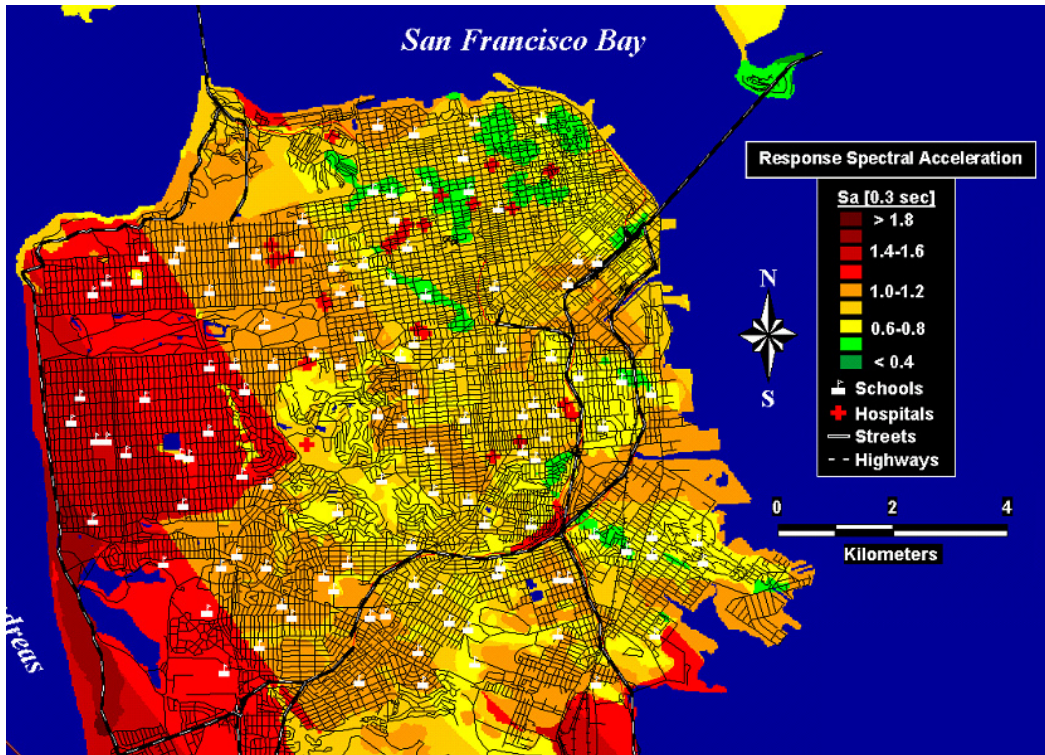 San Francisco Bay
Response Spectral Acceleration
Sa [0.3 sec]
> 1.8
1.4-1.6
1.0-1.2
0.6-0.8
< 0.4
Schools
Hospitals
Streets
Highways
N
S
0 2 4
Kilometers
dreas